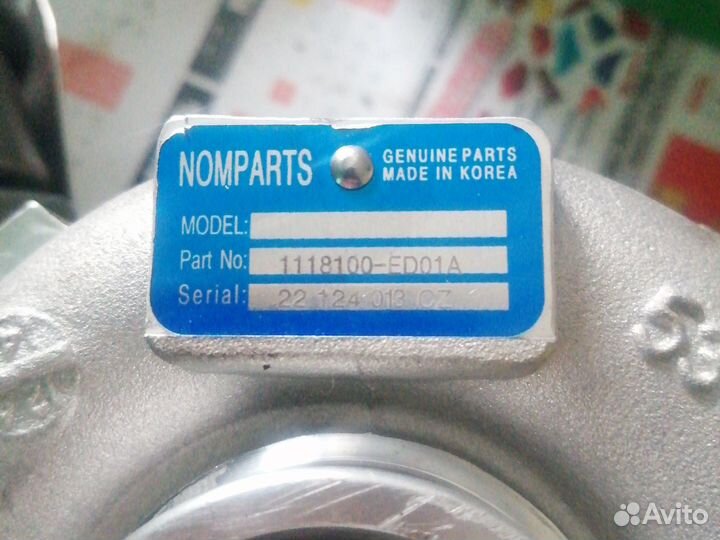 NOMPARTS
GENUINE PARTS
MADE IN KOREA
MODEL:
Part No: 1118100-ED01A
Serial: 22 124 013 CZ
Avito